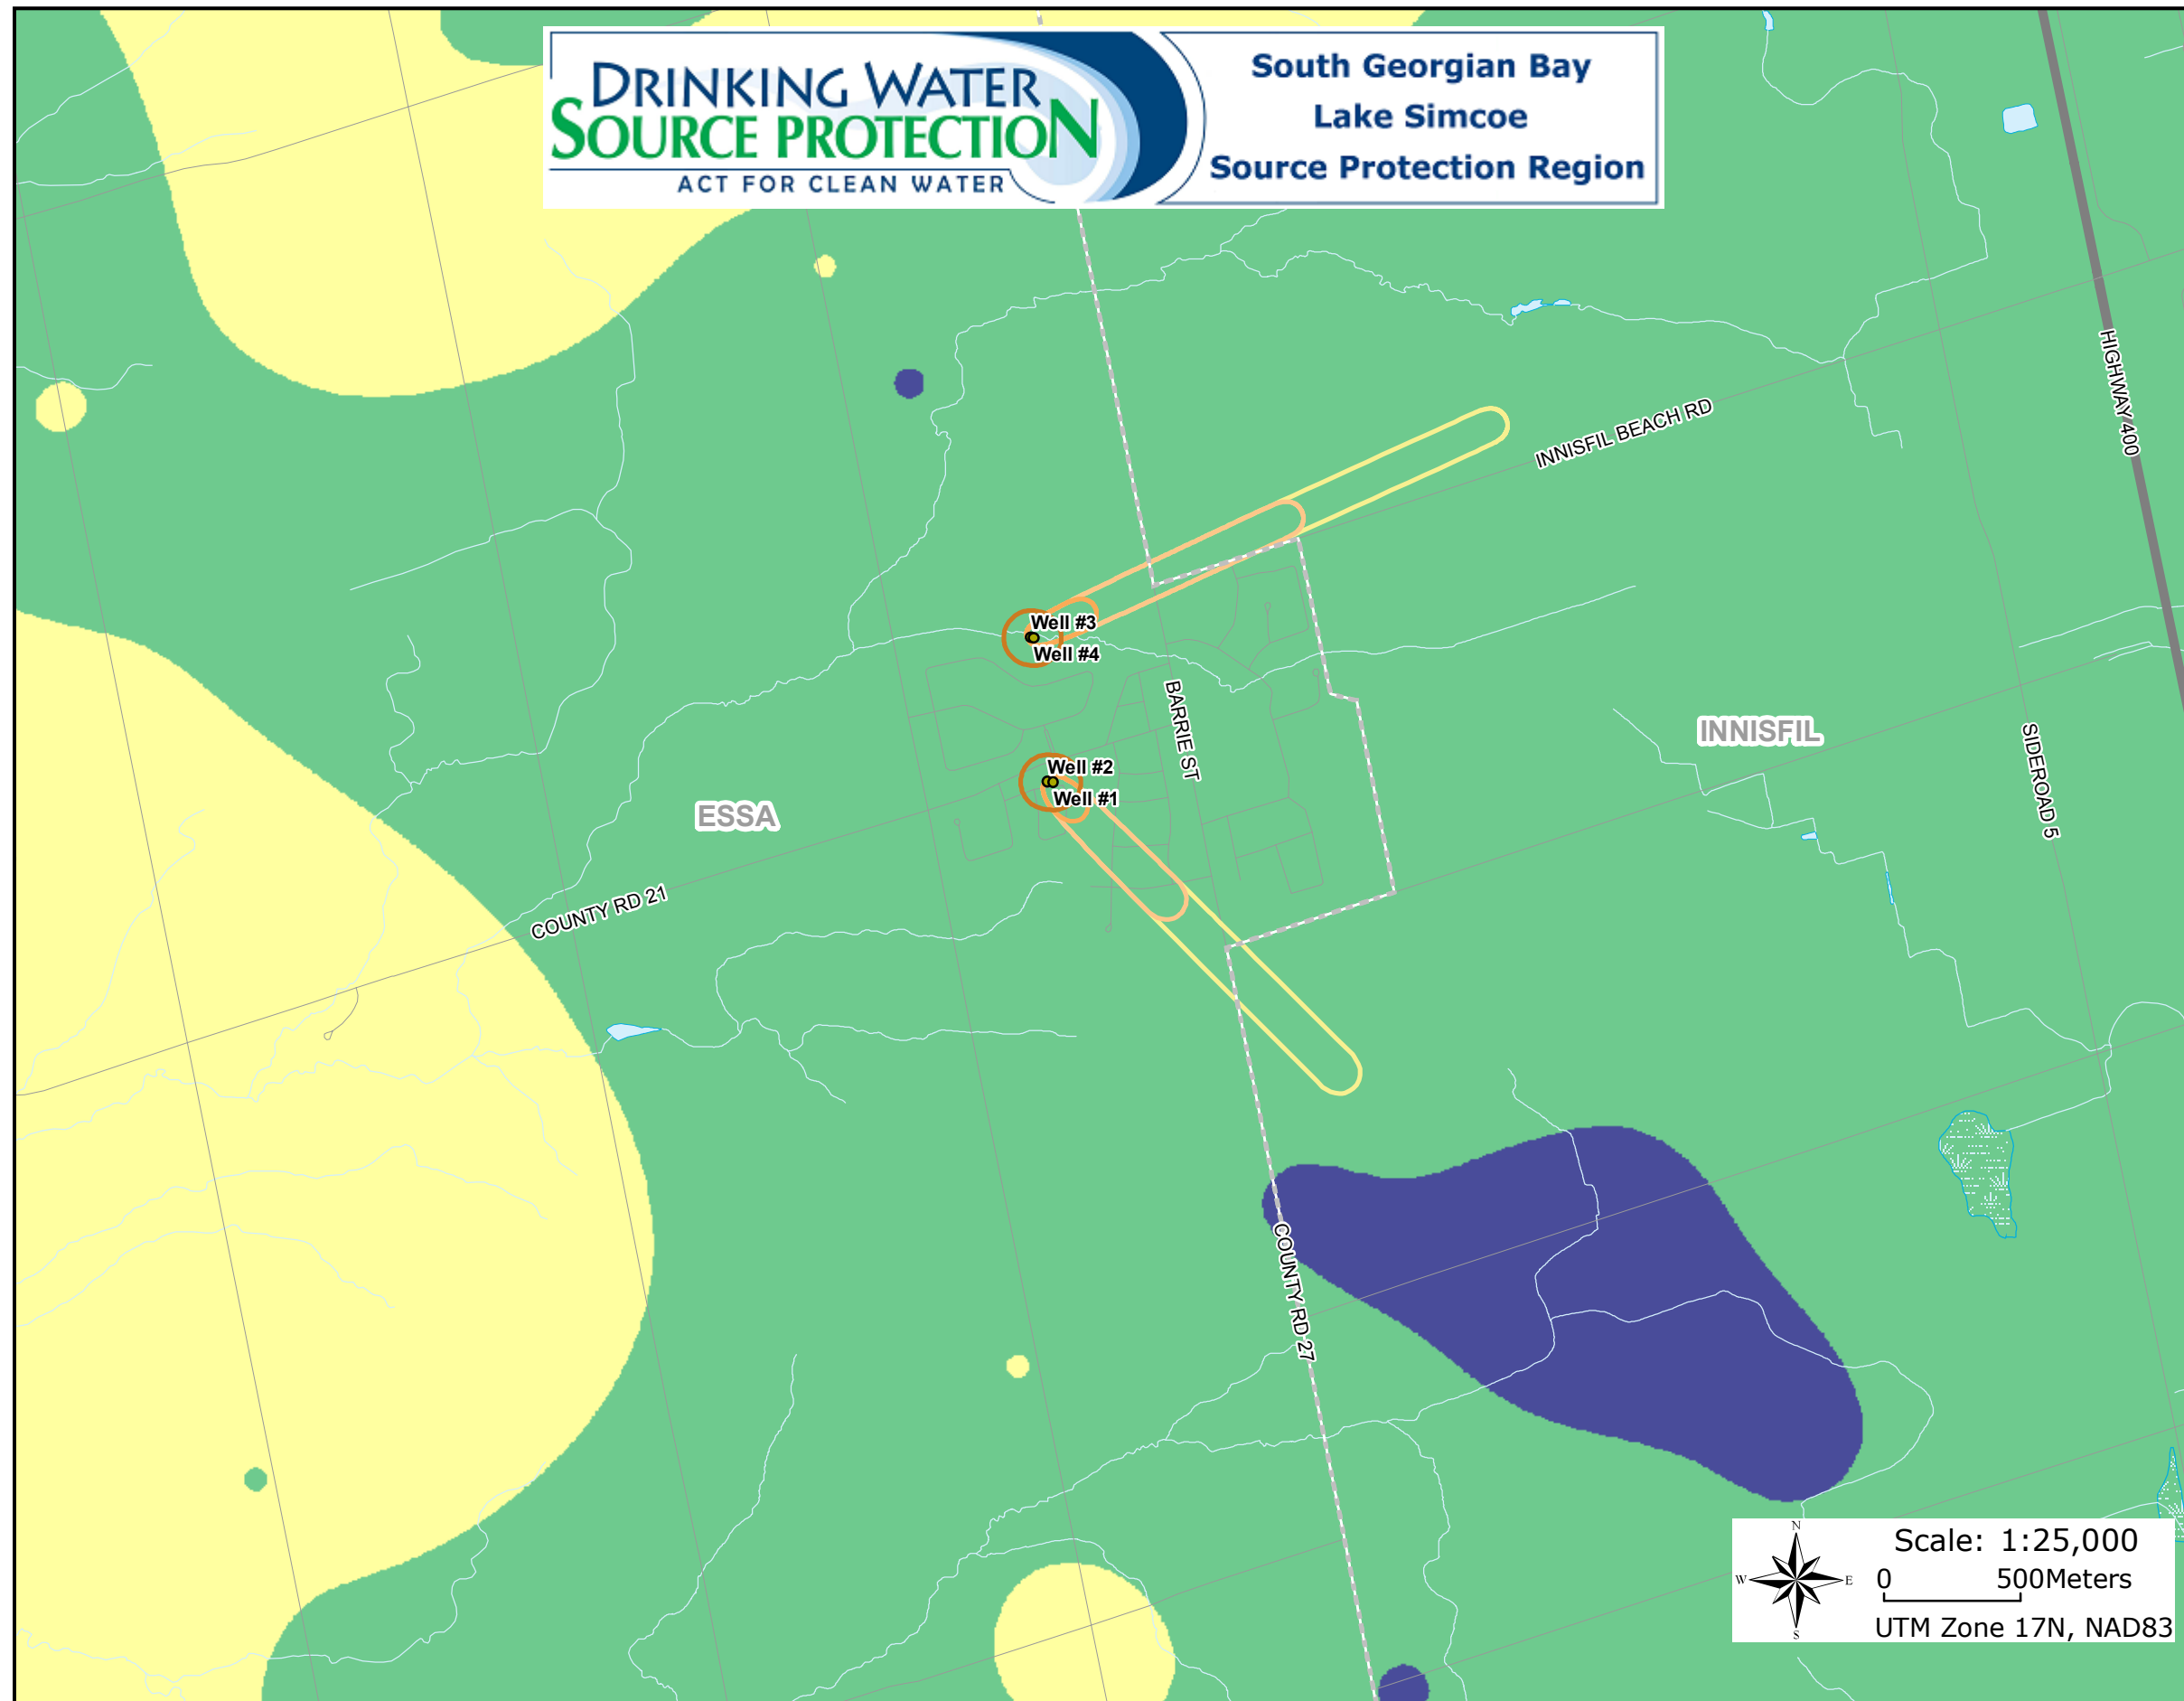 DRINKING WATER
SOURCE PROTECTION
ACT FOR CLEAN WATER
South Georgian Bay
Lake Simcoe
Source Protection Region
HIGHWAY 400
INNISFIL BEACH RD
Well #3
Well #4
BARRIE ST
INNISFIL
SIDEROAD 5
Well #2
Well #1
ESSA
COUNTY RD 21
COUNTY RD 27
N
W
E
S
Scale: 1:25,000
0 500Meters
UTM Zone 17N, NAD83